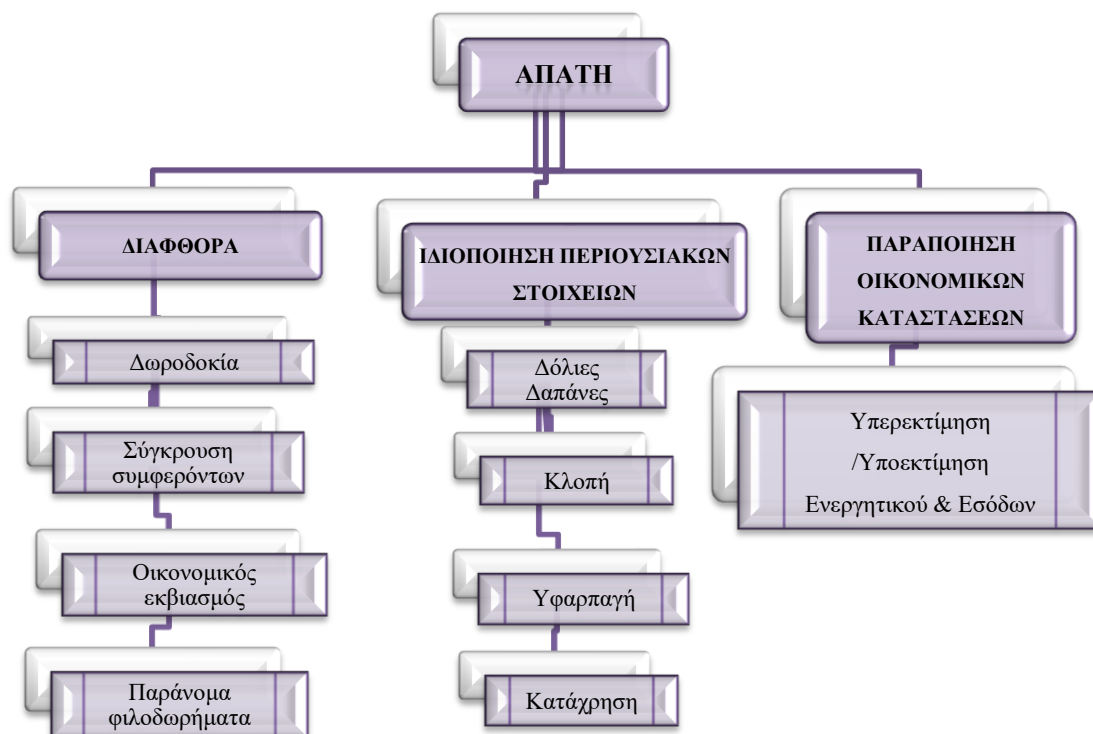 ΑΠΑΤΗ
ΔΙΑΦΘΟΡΑ
Δωροδοκία
Σύγκρουση
συμφερόντων
Οικονομικός
εκβιασμός
Παράνομα
φιλοδωρήματα
ΙΔΙΟΠΟΙΗΣΗ ΠΕΡΙΟΥΣΙΑΚΩΝ
ΣΤΟΙΧΕΙΩΝ
Δόλιες
Δαπάνες
Κλοπή
Υφαρπαγή
Κατάχρηση
ΠΑΡΑΠΟΙΗΣΗ
ΟΙΚΟΝΟΜΙΚΩΝ
ΚΑΤΑΣΤΑΣΕΩΝ
Υπερεκτίμηση
/Υποεκτίμηση
Ενεργητικού & Εσόδων